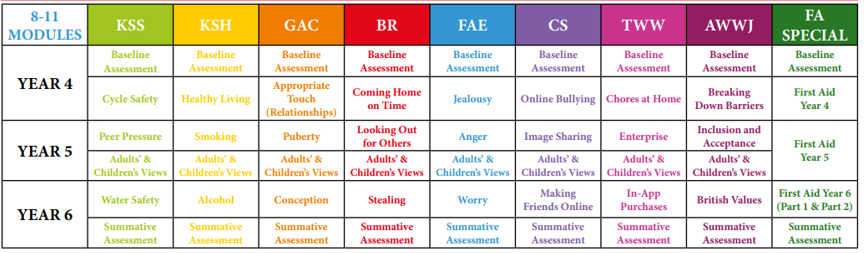 8-11 MODULES KSS KSH GAC BR FAE CS TWW AWWJ FA SPECIAL
YEAR 4
Baseline Assessment Baseline Assessment Baseline Assessment Baseline Assessment Baseline Assessment Baseline Assessment Baseline Assessment Baseline Assessment Baseline Assessment
Cycle Safety Healthy Living Appropriate Touch (Relationships) Coming Home on Time Jealousy Online Bullying Chores at Home Breaking Down Barriers First Aid Year 4
YEAR 5
Peer Pressure Smoking Puberty Looking Out for Others Anger Image Sharing Enterprise Inclusion and Acceptance First Aid Year 5
Adults' & Children's Views Adults' & Children's Views Adults' & Children's Views Adults' & Children's Views Adults' & Children's Views Adults' & Children's Views Adults' & Children's Views Adults' & Children's Views
YEAR 6
Water Safety Alcohol Conception Stealing Worry Making Friends Online In-App Purchases British Values First Aid Year 6 (Part 1 & Part 2)
Summative Assessment Summative Assessment Summative Assessment Summative Assessment Summative Assessment Summative Assessment Summative Assessment Summative Assessment Summative Assessment